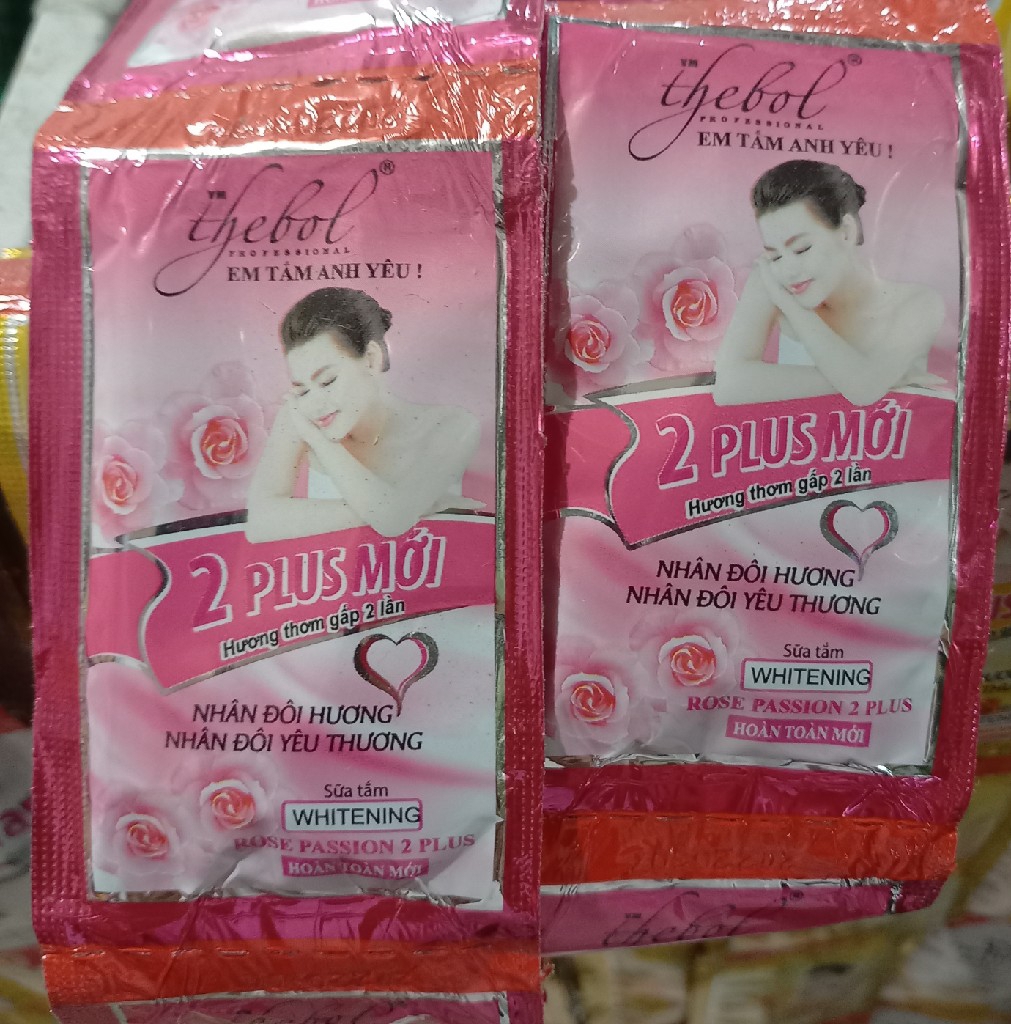 TM thebol®
PROFESSIONAL
EM TẮM ANH YÊU !
2 PLUS MỚI
Hương thơm gấp 2 lần
NHÂN ĐÔI HƯƠNG
NHÂN ĐÔI YÊU THƯƠNG
Sữa tắm
WHITENING
ROSE PASSION 2 PLUS
HOÀN TOÀN MỚI
TM thebol®
PROFESSIONAL
EM TẮM ANH YÊU !
2 PLUS MỚI
Hương thơm gấp 2 lần
NHÂN ĐÔI HƯƠNG
NHÂN ĐÔI YÊU THƯƠNG
Sữa tắm
WHITENING
ROSE PASSION 2 PLUS
HOÀN TOÀN MỚI
TM thebol®